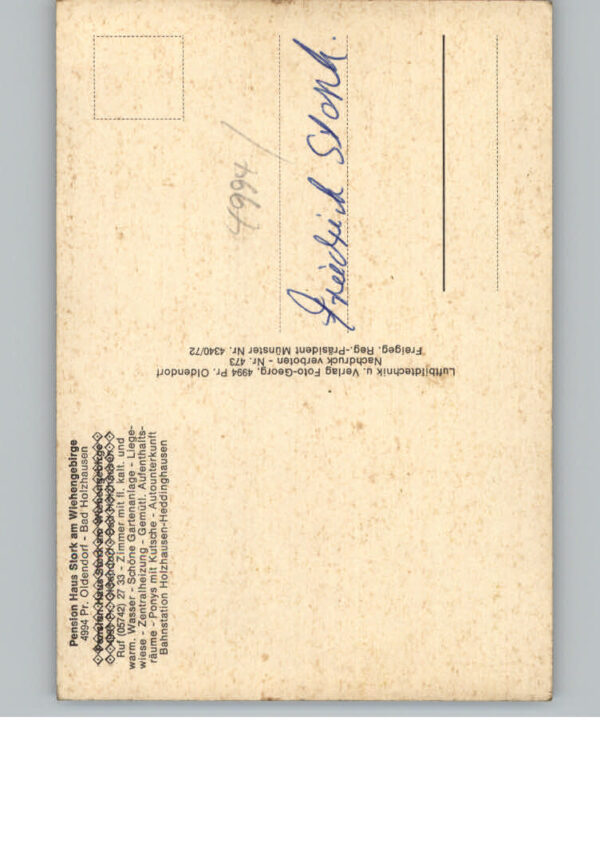 Pension Haus Stork am Wiehengebirge
4994 Pr. Oldendorf - Bad Holzhausen
Ruf (05742) 27 33 - Zimmer mit fl. kalt. und
warm. Wasser - Schöne Gartenanlage - Liege-
wiese - Zentralheizung - Gemütl. Aufenthalts-
räume - Ponys mit Kutsche - Autounterkunft
Bahnstation Holzhausen-Heddinghausen
Luftbildtechnik u. Verlag Foto-Georg, 4994 Pr. Oldendorf
Nachdruck verboten - Nr. 473
Freigeg. Reg.-Präsident Münster Nr. 4340/72
4994 /
Friedrich Stork.